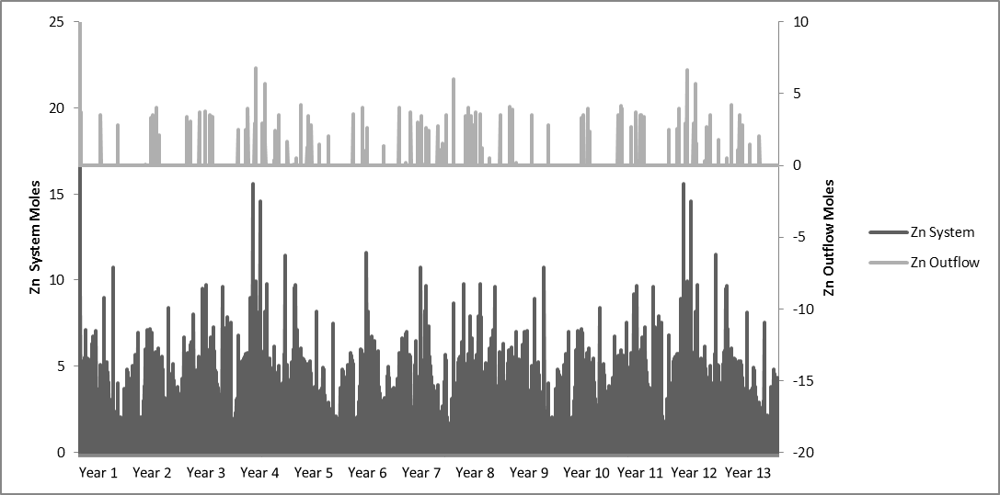 25
20
15
10
5
0
Zn  System Moles
10
5
0
-5
-10
-15
-20
Zn Outflow Moles
Zn System
Zn Outflow
Year 1 Year 2 Year 3 Year 4 Year 5 Year 6 Year 7 Year 8 Year 9 Year 10 Year 11 Year 12 Year 13